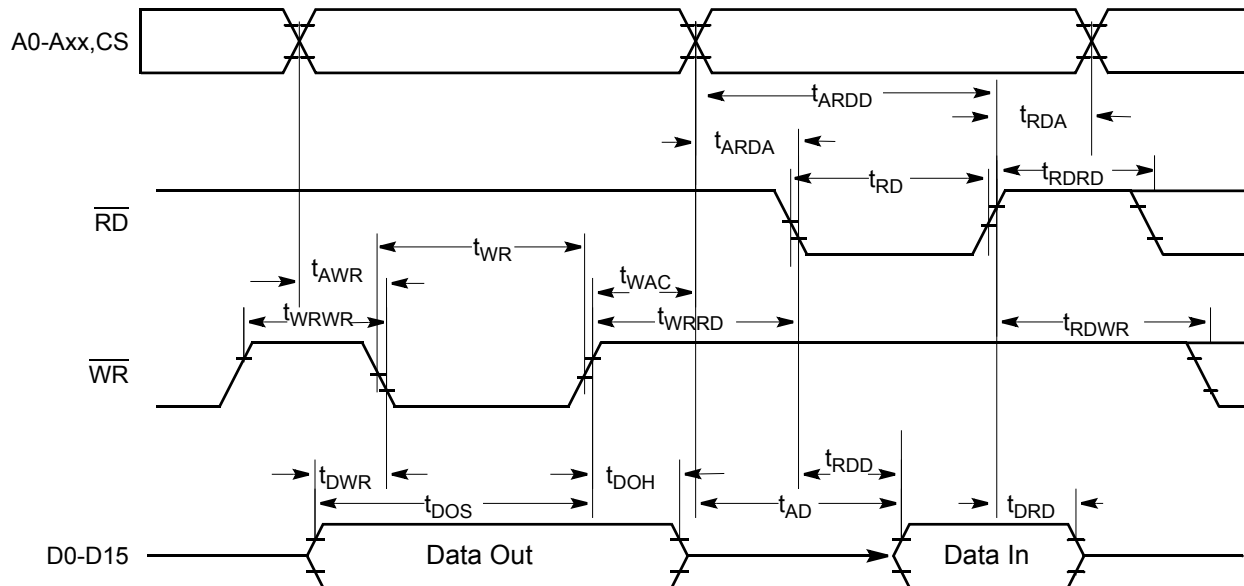 A0-Axx,CS
tARDD
tRDA
tARDA
tRD
tRDRD
RD
tWR
tAWR
tWAC
tWRWR
tWRRD
tRDWR
WR
tRDD
tDWR
tDOH
tDOS
tAD
tDRD
D0-D15
Data Out
Data In